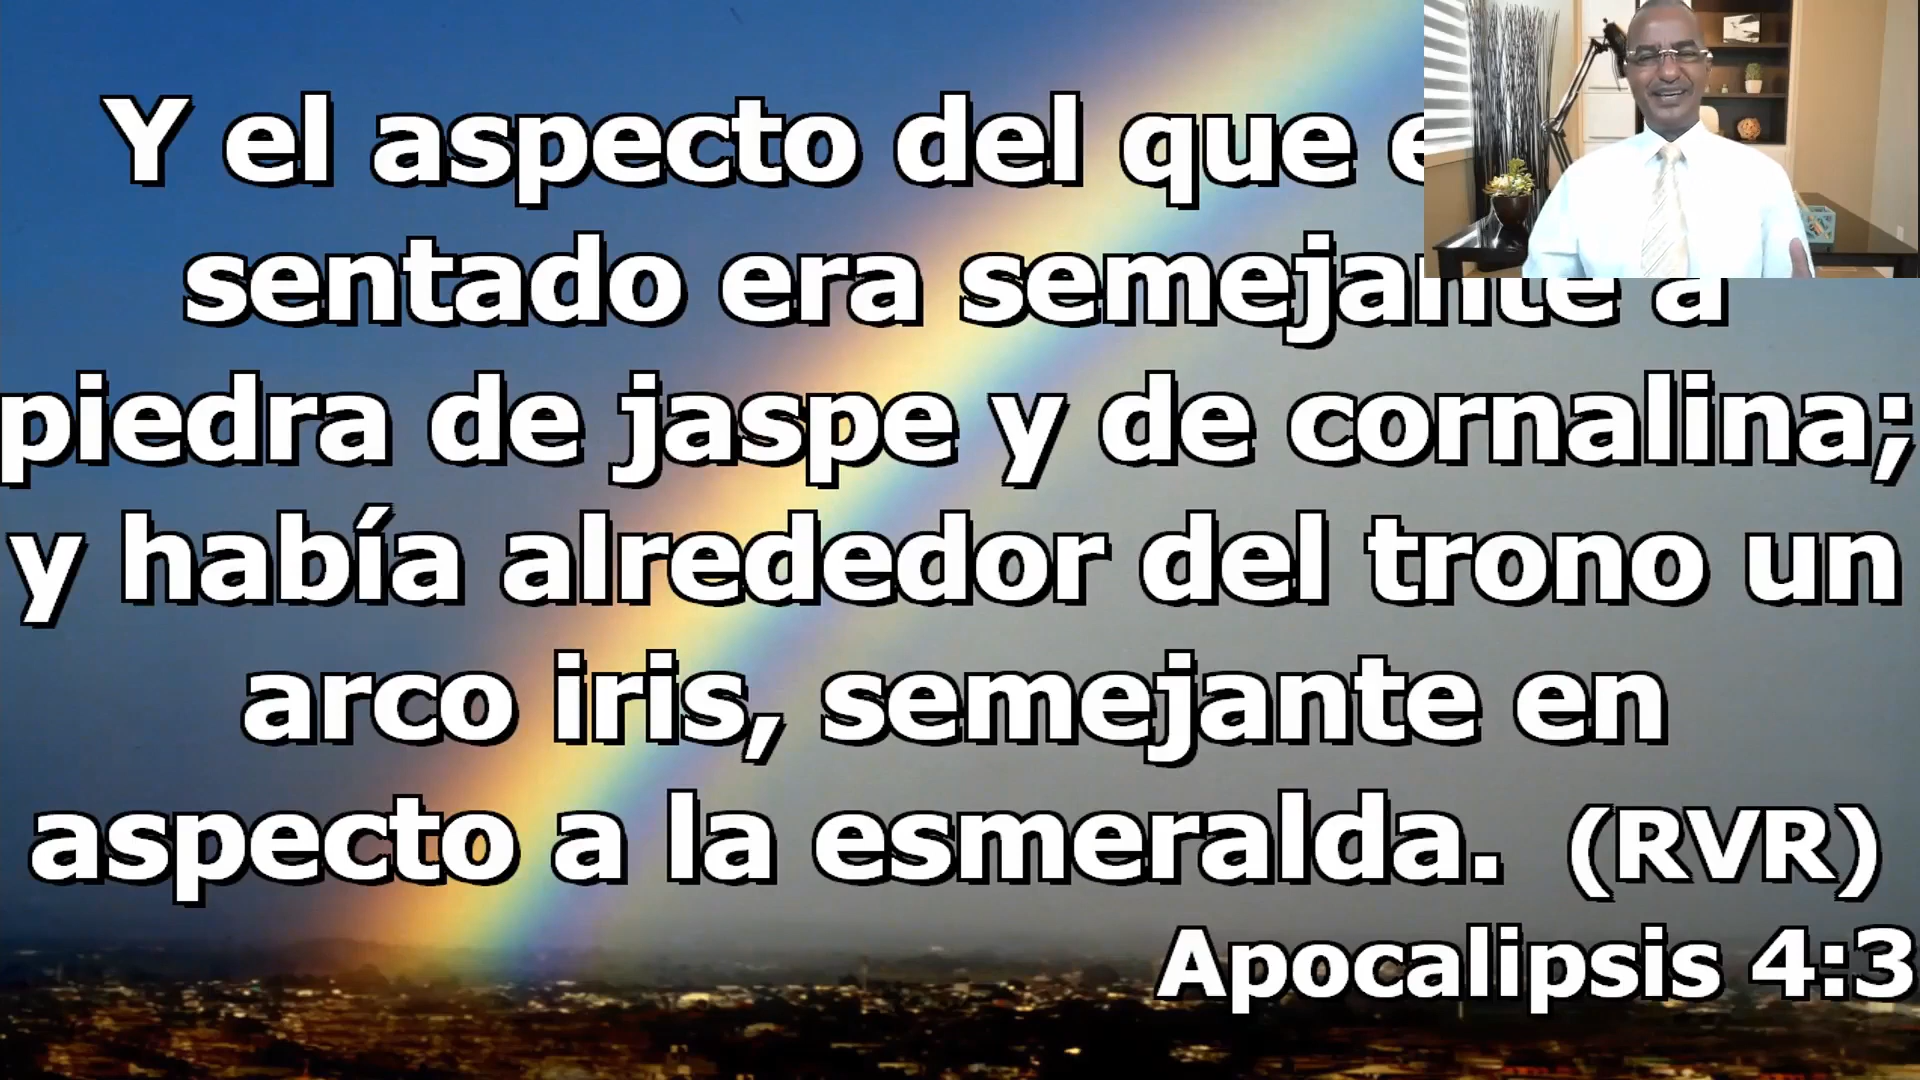 Y el aspecto del que
sentado era semejante a
piedra de jaspe y de cornalina;
y había alrededor del trono un
arco iris, semejante en
aspecto a la esmeralda. (RVR)
Apocalipsis 4:3